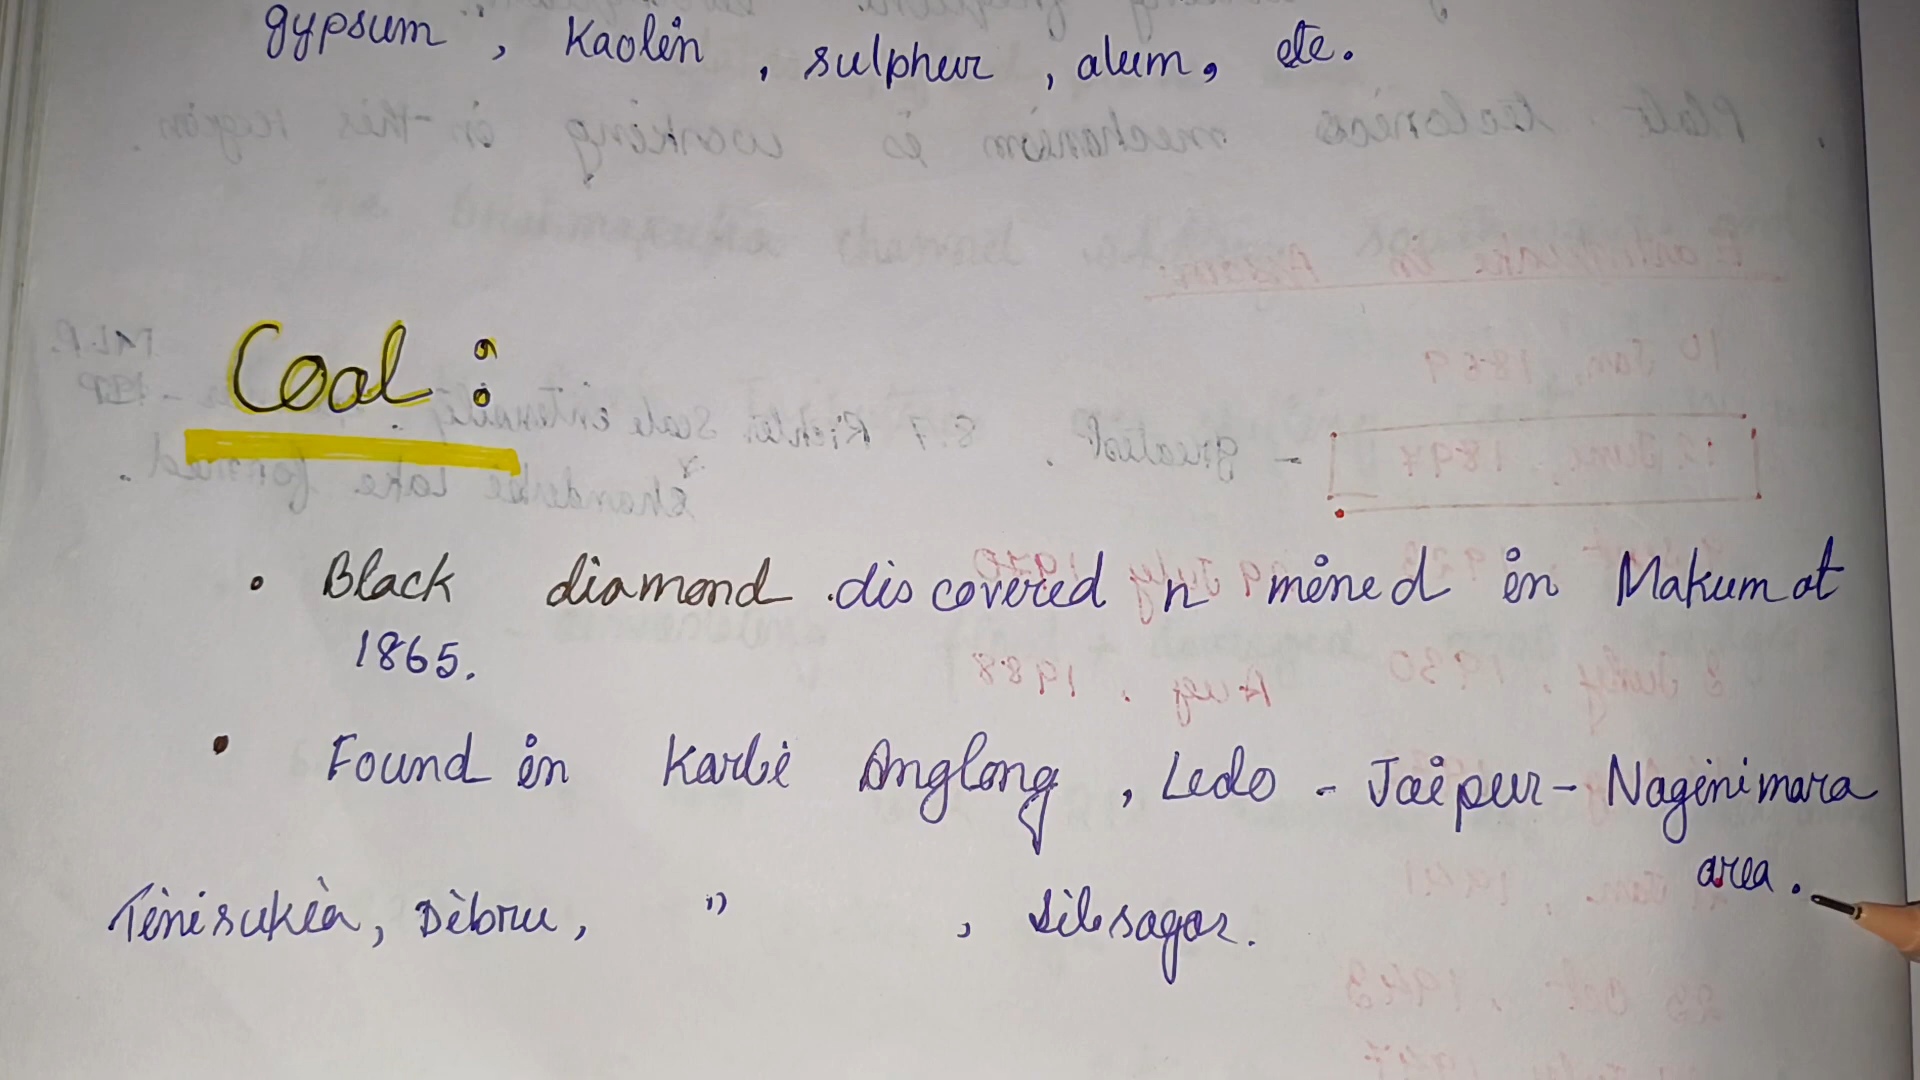 gypsum, Kaolin, sulphur, alum, etc.
Coal:
• Black diamond discovered n mined in Makum at
1865.
• Found in Karbi Anglong, Ledo - Jaipur - Naginimara
area.
Tinisukia, Dibru, " , Sibsagar.